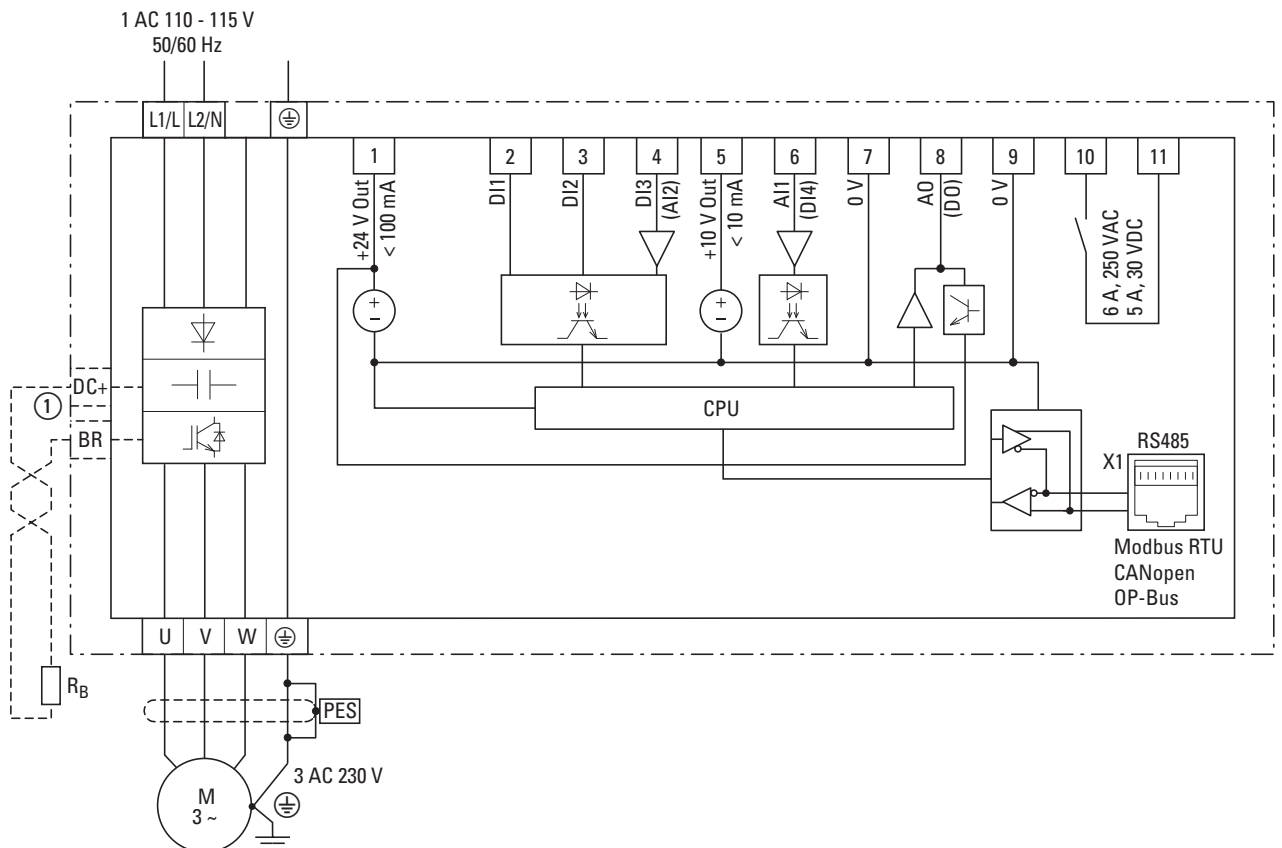 1 AC 110 - 115 V
50/60 Hz
L1/L L2/N
1 2 3 4 5 6 7 8 9 10 11
+24 V Out
< 100 mA
DI1
DI2
DI3
(AI2)
+10 V Out
< 10 mA
AI1
(DI4)
0 V
AO
(DO)
0 V
6 A, 250 VAC
5 A, 30 VDC
+
-
+
-
DC+
1
BR
CPU
RS485
X1
Modbus RTU
CANopen
OP-Bus
U V W
RB
PES
3 AC 230 V
M
3 ~